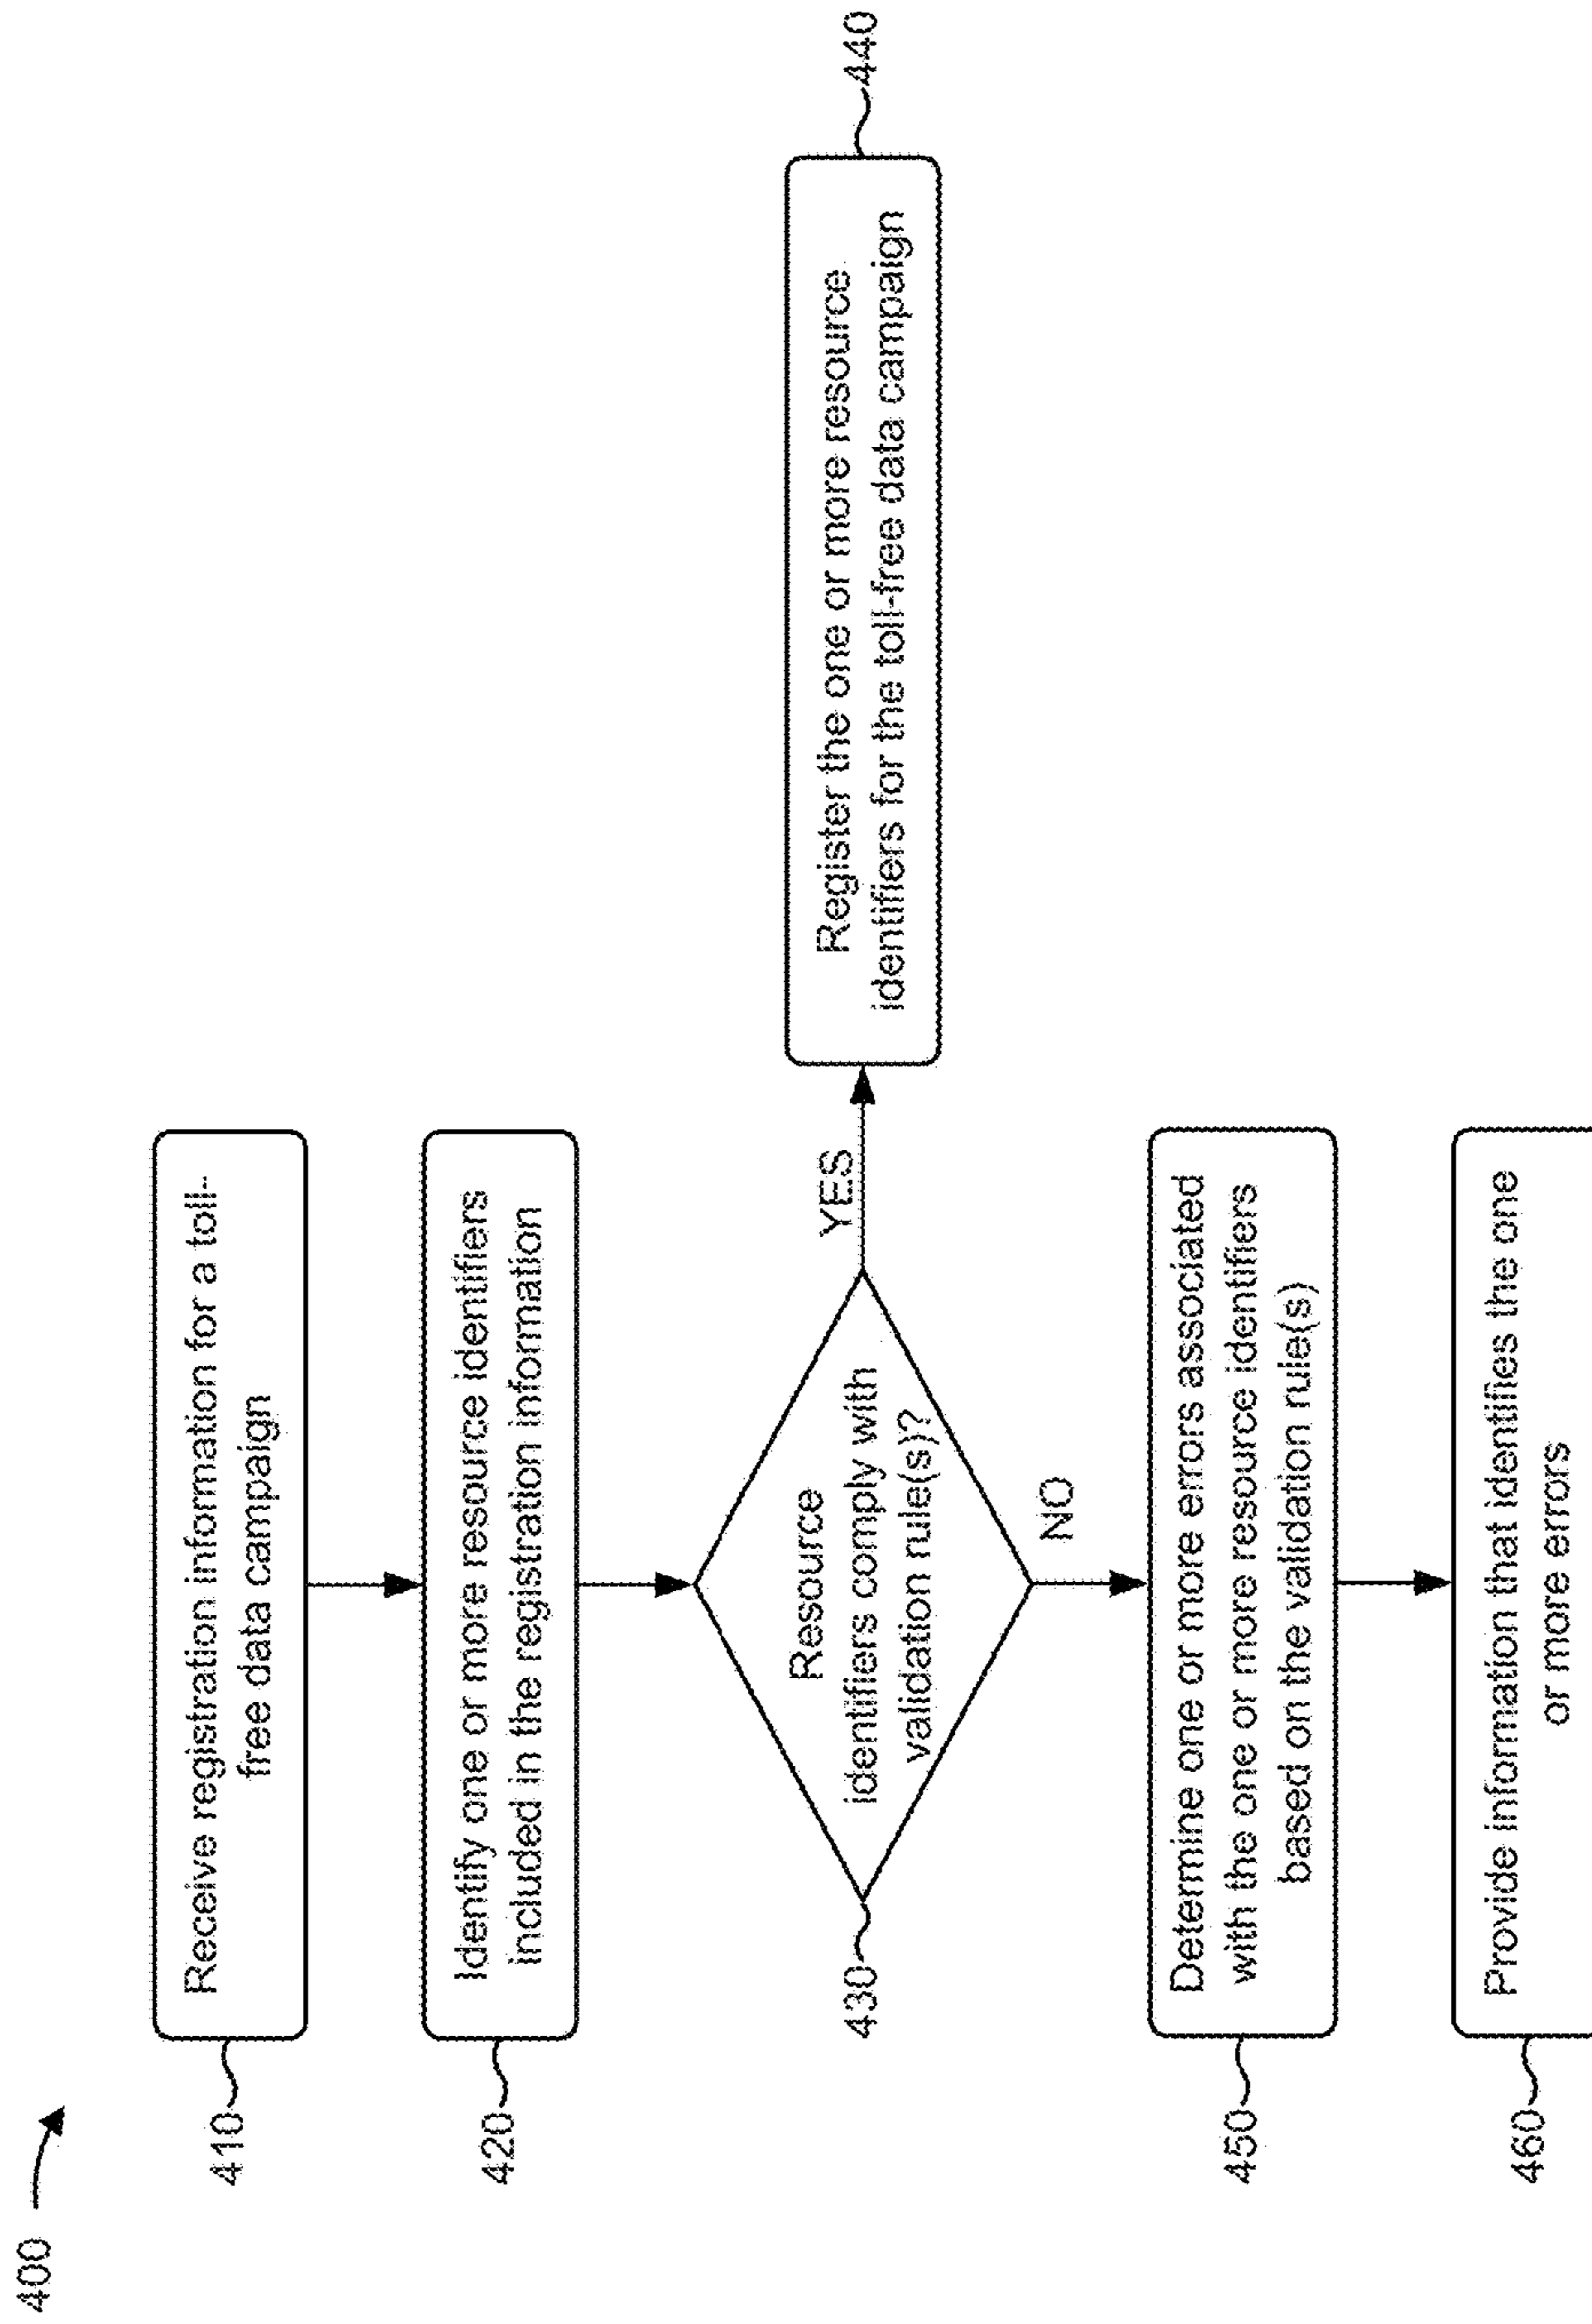 400
410
Receive registration information for a toll-
free data campaign
420
Identify one or more resource identifiers
included in the registration information
430
Resource
identifiers comply with
validation rule(s)?
YES
Register the one or more resource
identifiers for the toll-free data campaign
440
NO
450
Determine one or more errors associated
with the one or more resource identifiers
based on the validation rule(s)
460
Provide information that identifies the one
or more errors